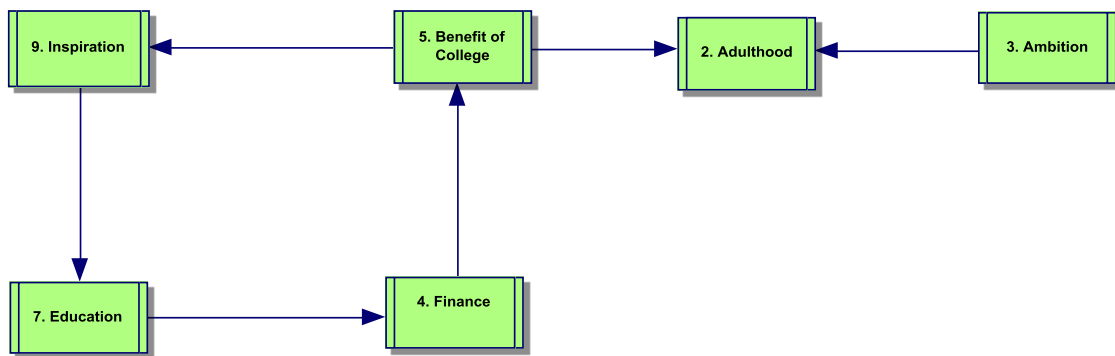 9. Inspiration
5. Benefit of
College
2. Adulthood
3. Ambition
7. Education
4. Finance